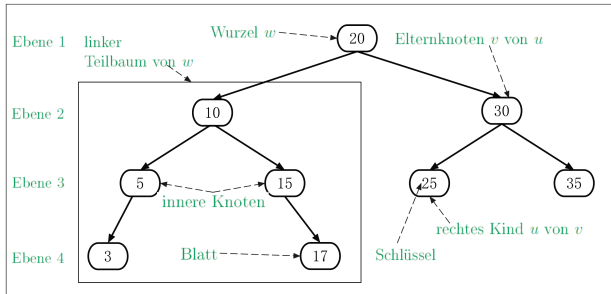 Ebene 1
linker
Teilbaum von w
Wurzel w
20
Elternknoten v von u
Ebene 2
10
30
Ebene 3
5
15
25
35
innere Knoten
rechtes Kind u von v
Ebene 4
3
Blatt
17
Schlüssel